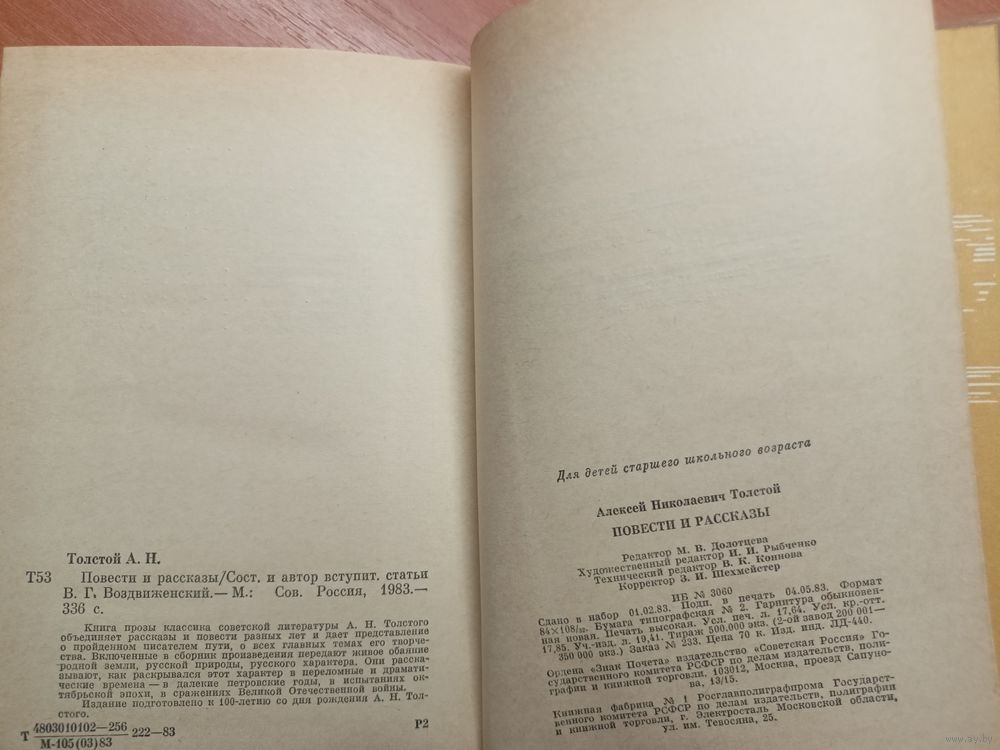 Толстой А. Н.
Т53 Повести и рассказы/Сост. и автор вступит. статьи
В. Г. Воздвиженский.— М.: Сов. Россия, 1983.—
336 с.
Книга прозы классика советской литературы А. Н. Толстого
объединяет рассказы и повести разных лет и дает представление
о пройденном писателем пути, о всех главных темах его творче-
ства. Включенные в сборник произведения передают живое обаяние
родной земли, русской природы, русского характера. Они расска-
зывают, как раскрывался этот характер в переломные и драмати-
ческие времена — в далекие петровские годы, в испытаниях ок-
тябрьской эпохи, в сражениях Великой Отечественной войны.
Издание подготовлено к 100-летию со дня рождения А. Н. Тол-
стого.
Т 4803010102—256
М-105(03)83 222—83
Р2
Для детей старшего школьного возраста
Алексей Николаевич Толстой
ПОВЕСТИ И РАССКАЗЫ
Редактор М. В. Долотцева
Художественный редактор И. И. Рыбченко
Технический редактор В. К. Коннова
Корректор З. И. Шехмейстер
ИБ № 3060
Сдано в набор 01.02.83. Подп. в печать 04.05.83. Формат
84×108/32. Бумага типографская № 2. Гарнитура обыкновен-
ная новая. Печать высокая. Усл. печ. л. 17,64. Усл. кр.-отт.
17,85. Уч.-изд. л. 19,41. Тираж 500.000 экз. (2-ой завод 200 001—
350 000 экз.) Заказ № 233. Цена 70 к. Изд. инд. ЛД-440.
Ордена «Знак Почета» издательство «Советская Россия» Го-
сударственного комитета РСФСР по делам издательств, поли-
графии и книжной торговли. 103012, Москва, проезд Сапуно-
ва, 13/15.
Книжная фабрика № 1 Росглавполиграфпрома Государст-
венного комитета РСФСР по делам издательств, полиграфии
и книжной торговли, г. Электросталь Московской области,
ул. им. Тевосяна, 25.
www.ay.by